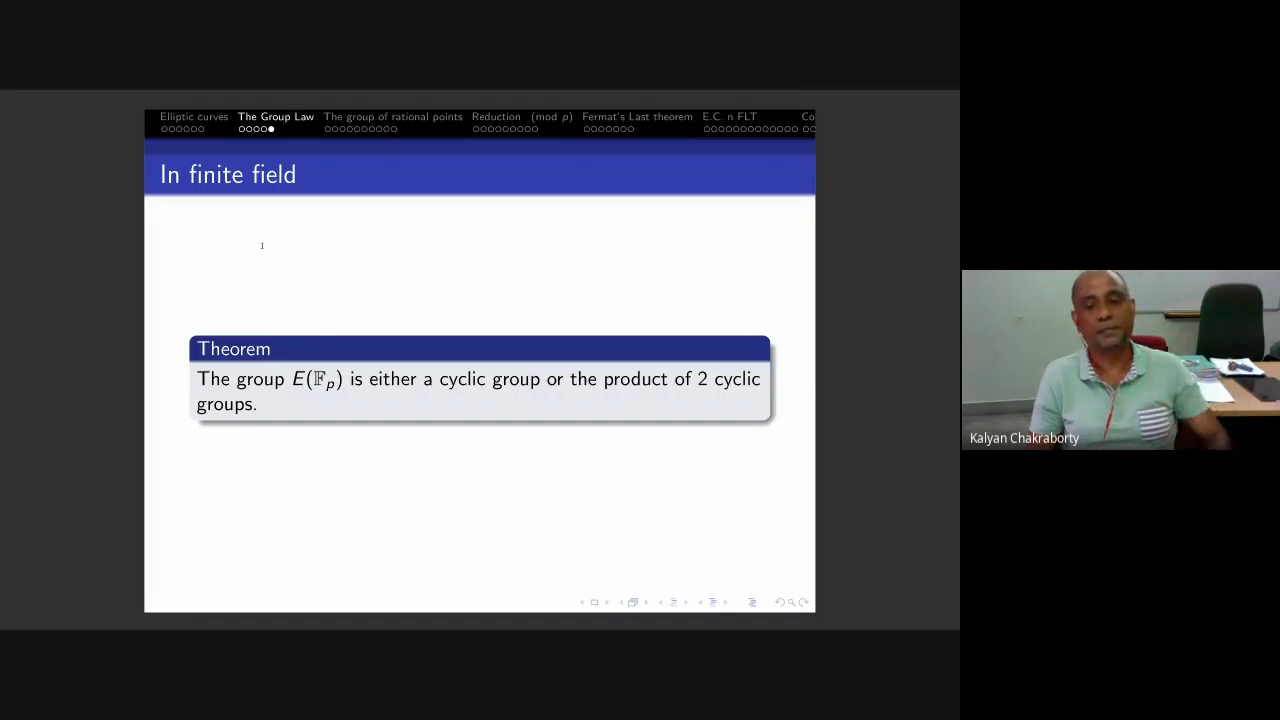 Elliptic curves The Group Law The group of rational points Reduction (mod p) Fermat's Last theorem E.C. n FLT Co
In finite field
Theorem
The group E(𝔽ₚ) is either a cyclic group or the product of 2 cyclic
groups.
Kalyan Chakraborty